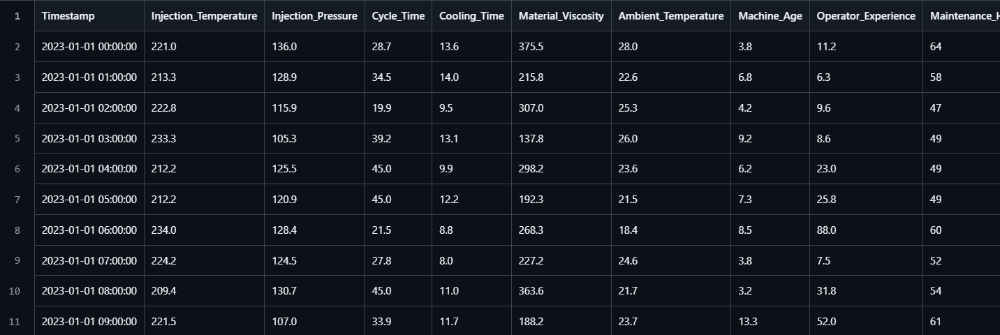 1 Timestamp Injection_Temperature Injection_Pressure Cycle_Time Cooling_Time Material_Viscosity Ambient_Temperature Machine_Age Operator_Experience Maintenance_H
2 2023-01-01 00:00:00 221.0 136.0 28.7 13.6 375.5 28.0 3.8 11.2 64
3 2023-01-01 01:00:00 213.3 128.9 34.5 14.0 215.8 22.6 6.8 6.3 58
4 2023-01-01 02:00:00 222.8 115.9 19.9 9.5 307.0 25.3 4.2 9.6 47
5 2023-01-01 03:00:00 233.3 105.3 39.2 13.1 137.8 26.0 9.2 8.6 49
6 2023-01-01 04:00:00 212.2 125.5 45.0 9.9 298.2 23.6 6.2 23.0 49
7 2023-01-01 05:00:00 212.2 120.9 45.0 12.2 192.3 21.5 7.3 25.8 49
8 2023-01-01 06:00:00 234.0 128.4 21.5 8.8 268.3 18.4 8.5 88.0 60
9 2023-01-01 07:00:00 224.2 124.5 27.8 8.0 227.2 24.6 3.8 7.5 52
10 2023-01-01 08:00:00 209.4 130.7 45.0 11.0 363.6 21.7 3.2 31.8 54
11 2023-01-01 09:00:00 221.5 107.0 33.9 11.7 188.2 23.7 13.3 52.0 61